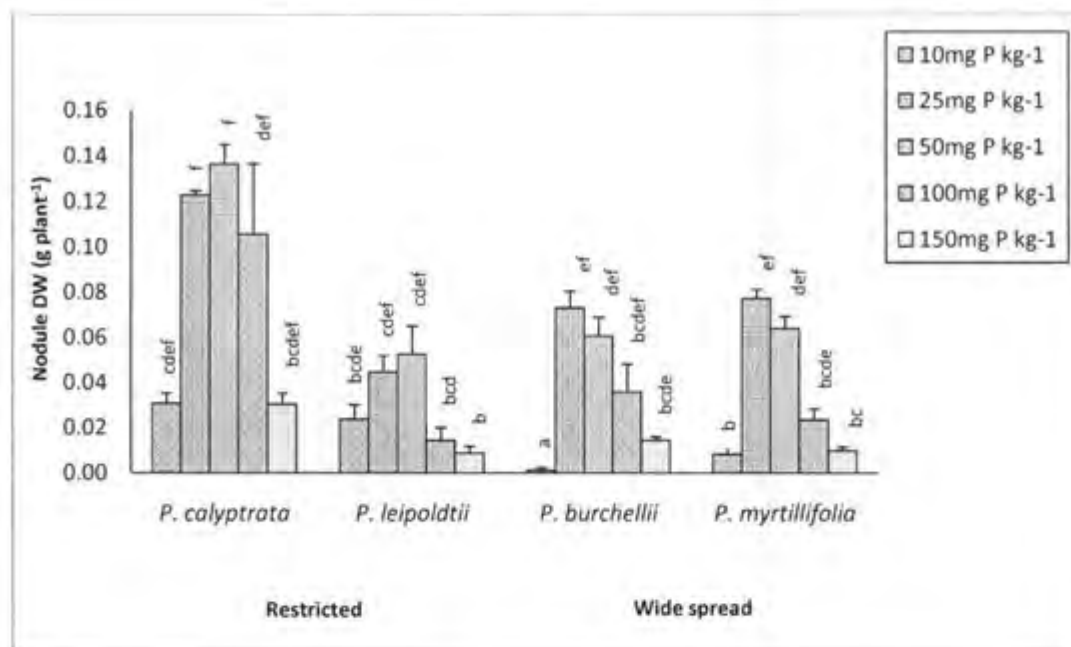 10mg P kg-1
25mg P kg-1
50mg P kg-1
100mg P kg-1
150mg P kg-1
Nodule DW (g plant⁻¹)
0.16
0.14
0.12
0.10
0.08
0.06
0.04
0.02
0.00
cdef
f
f
def
bcdef
bcde
cdef
cdef
bcd
b
a
ef
def
bcdef
bcde
b
ef
def
bcde
bc
P. calyptrata P. leipoldtii P. burchellii P. myrtillifolia
Restricted Wide spread